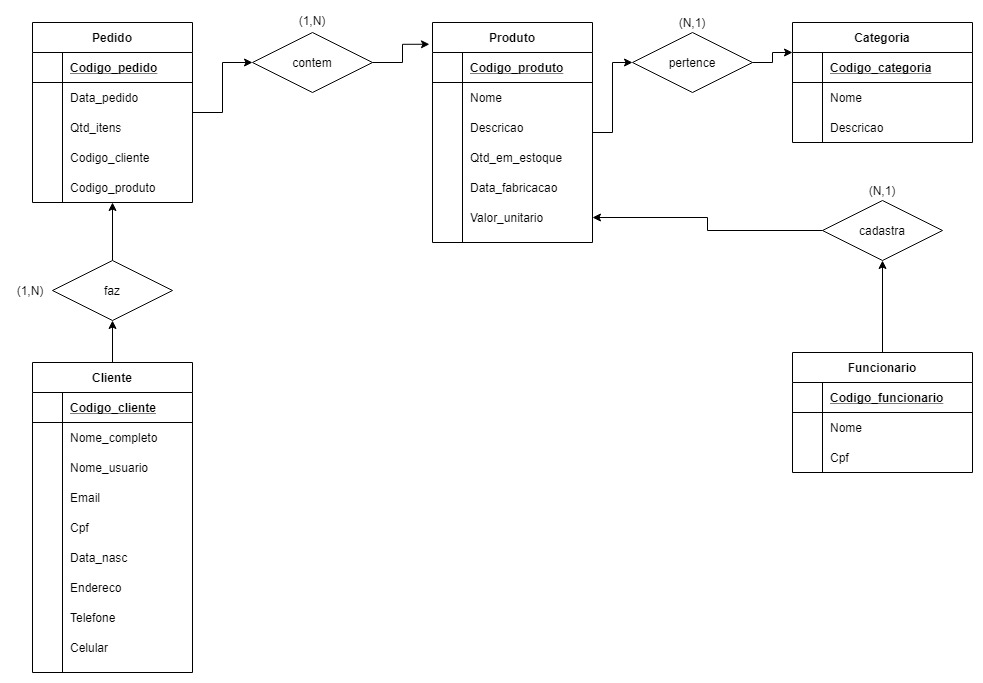 (1,N)
Pedido
Codigo_pedido
Data_pedido
Qtd_itens
Codigo_cliente
Codigo_produto
contem
Produto
Codigo_produto
Nome
Descricao
Qtd_em_estoque
Data_fabricacao
Valor_unitario
(N,1)
pertence
Categoria
Codigo_categoria
Nome
Descricao
(N,1)
cadastra
(1,N)
faz
Cliente
Codigo_cliente
Nome_completo
Nome_usuario
Email
Cpf
Data_nasc
Endereco
Telefone
Celular
Funcionario
Codigo_funcionario
Nome
Cpf